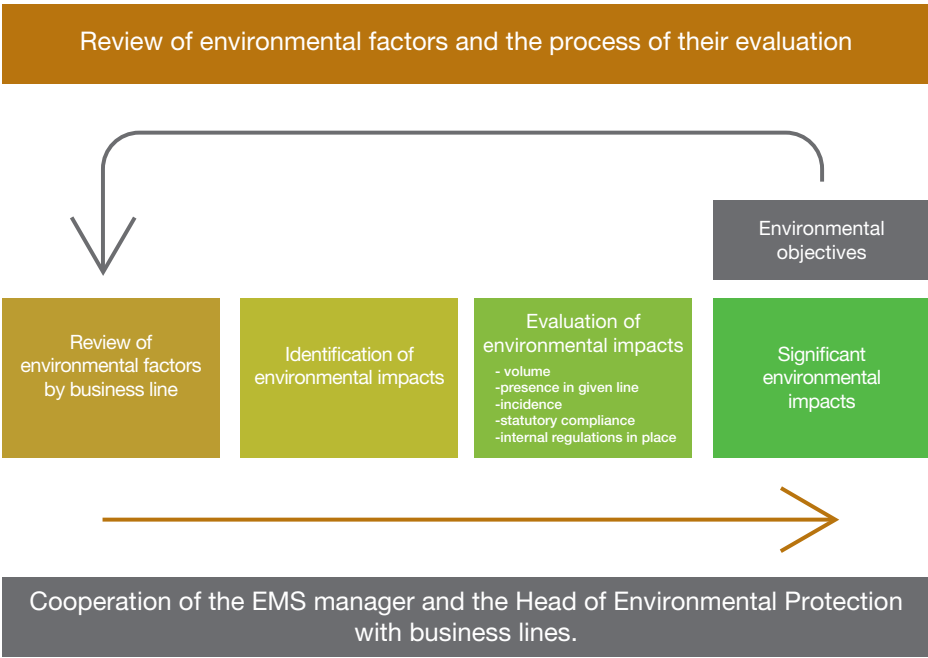 Review of environmental factors and the process of their evaluation
Environmental
objectives
Review of
environmental factors
by business line
Identification of
environmental impacts
Evaluation of
environmental impacts
- volume
-presence in given line
-incidence
-statutory compliance
-internal regulations in place
Significant
environmental
impacts
Cooperation of the EMS manager and the Head of Environmental Protection
with business lines.